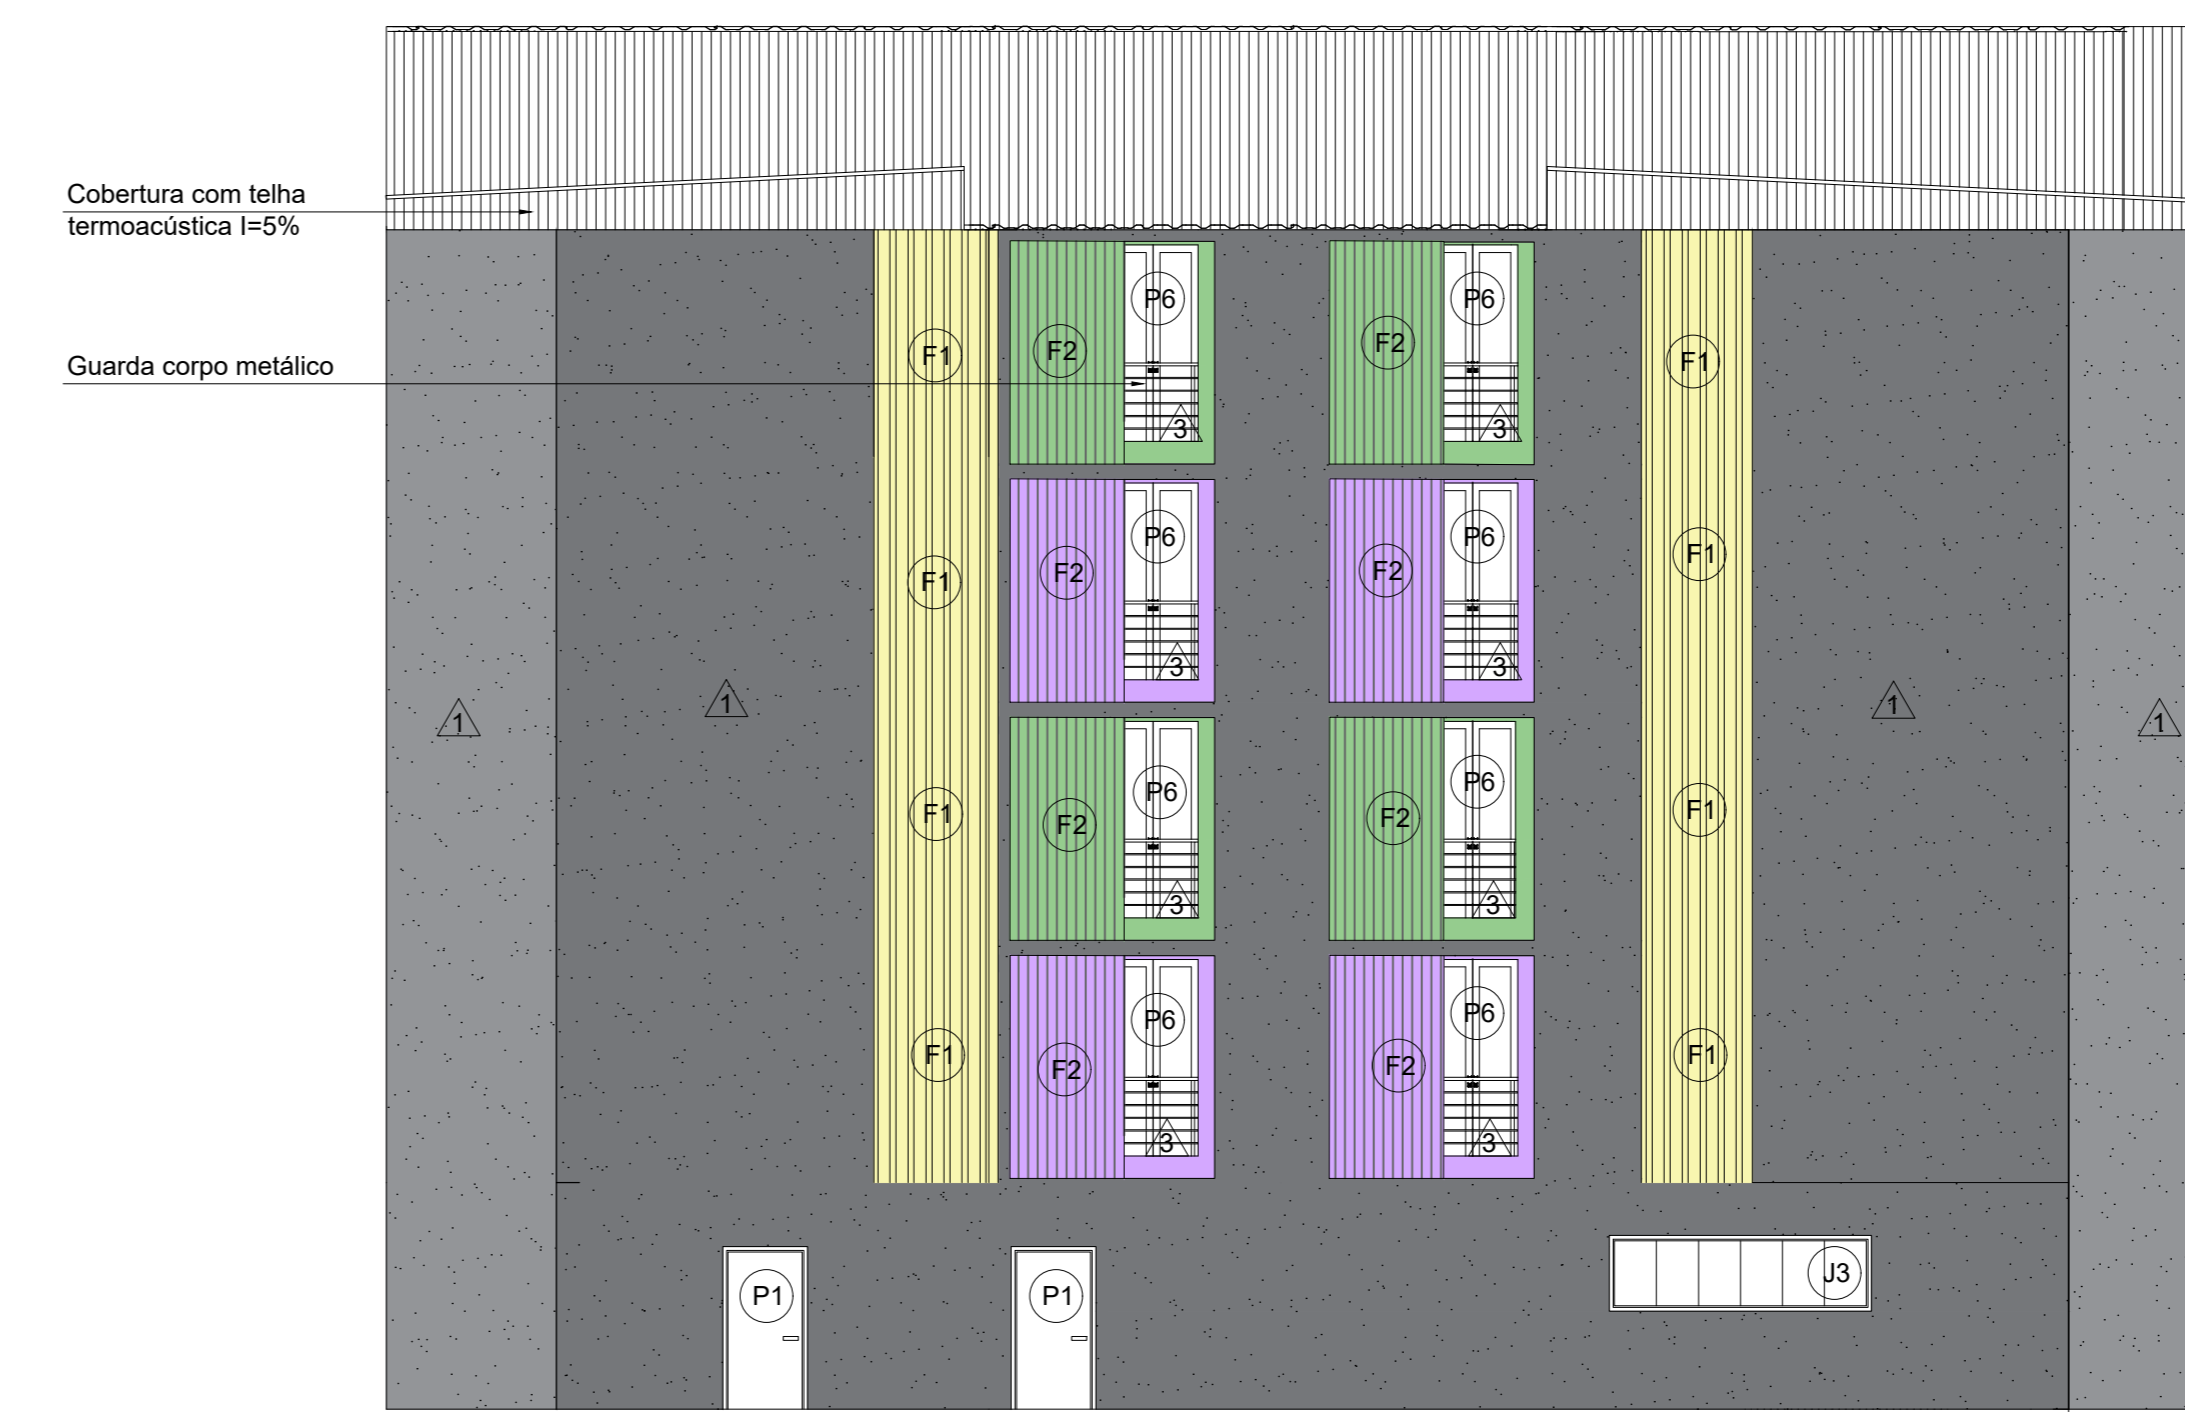 Cobertura com telha
termoacústica I=5%
P6 P6
F2 F2
F1 F1
Guarda corpo metálico
3 3
P6 P6
F1 F2 F2 F1
3 3
1 1 1 1
P6 P6
F1 F2 F2 F1
3 3
P6 P6
F1 F2 F2 F1
3 3
P1 P1 J3